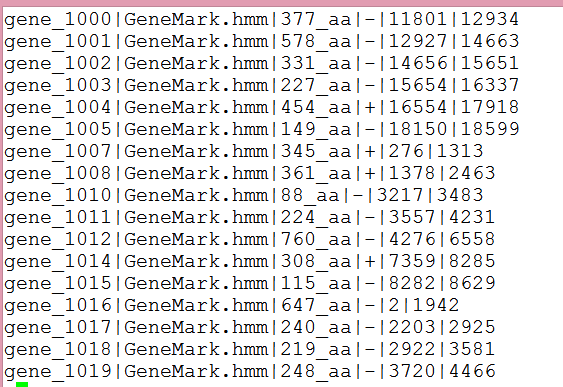 gene_1000|GeneMark.hmm|377_aa|-|11801|12934
gene_1001|GeneMark.hmm|578_aa|-|12927|14663
gene_1002|GeneMark.hmm|331_aa|-|14656|15651
gene_1003|GeneMark.hmm|227_aa|-|15654|16337
gene_1004|GeneMark.hmm|454_aa|+|16554|17918
gene_1005|GeneMark.hmm|149_aa|-|18150|18599
gene_1007|GeneMark.hmm|345_aa|+|276|1313
gene_1008|GeneMark.hmm|361_aa|+|1378|2463
gene_1010|GeneMark.hmm|88_aa|-|3217|3483
gene_1011|GeneMark.hmm|224_aa|-|3557|4231
gene_1012|GeneMark.hmm|760_aa|-|4276|6558
gene_1014|GeneMark.hmm|308_aa|+|7359|8285
gene_1015|GeneMark.hmm|115_aa|-|8282|8629
gene_1016|GeneMark.hmm|647_aa|-|2|1942
gene_1017|GeneMark.hmm|240_aa|-|2203|2925
gene_1018|GeneMark.hmm|219_aa|-|2922|3581
gene_1019|GeneMark.hmm|248_aa|-|3720|4466